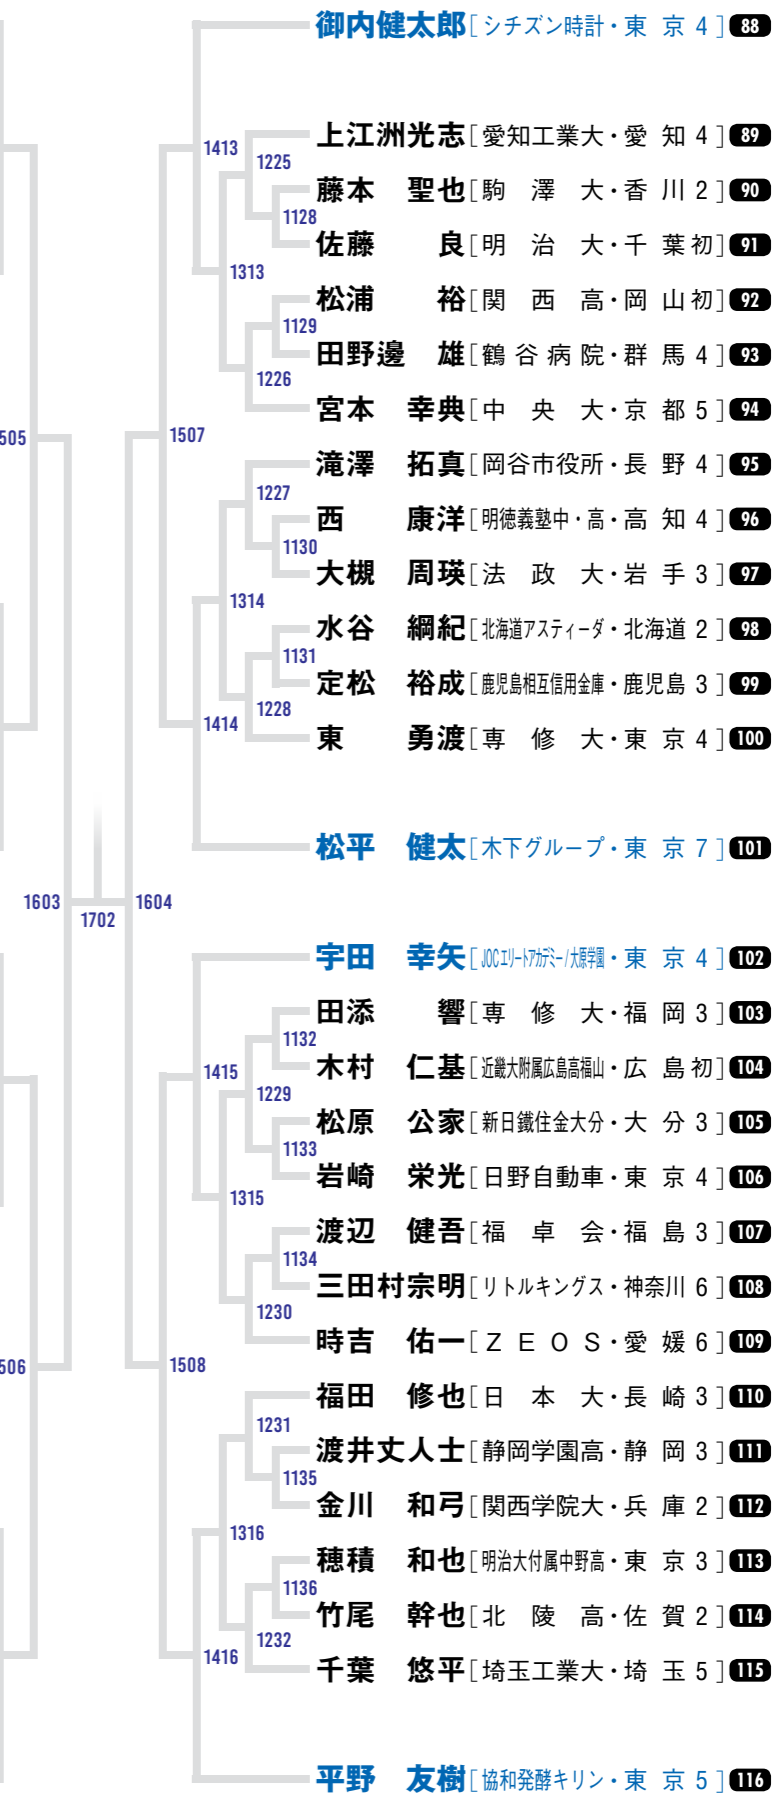 御内健太郎[シチズン時計・東 京 4] 88
上江洲光志[愛知工業大・愛 知 4] 89
1413
1225
藤本 聖也[駒 澤 大・香 川 2] 90
1128
佐藤 良[明 治 大・千 葉 初] 91
1313
松浦 裕[関 西 高・岡 山 初] 92
1129
田野邊 雄[鶴谷病院・群 馬 4] 93
1226
宮本 幸典[中 央 大・京 都 5] 94
505
1507
滝澤 拓真[岡谷市役所・長 野 4] 95
1227
西 康洋[明徳義塾中・高・高 知 4] 96
1130
大槻 周瑛[法 政 大・岩 手 3] 97
1314
水谷 綱紀[北海道アスティーダ・北海道 2] 98
1131
定松 裕成[鹿児島相互信用金庫・鹿児島 3] 99
1228
1414
東 勇渡[専 修 大・東 京 4] 100
松平 健太[木下グループ・東 京 7] 101
1603
1604
1702
宇田 幸矢[JOCエリートアカデミー/大原学園・東 京 4] 102
田添 響[専 修 大・福 岡 3] 103
1132
木村 仁基[近畿大附属広島高福山・広 島 初] 104
1415
1229
松原 公家[新日鐵住金大分・大 分 3] 105
1133
岩崎 栄光[日野自動車・東 京 4] 106
1315
渡辺 健吾[福 卓 会・福 島 3] 107
1134
三田村宗明[リトルキングス・神奈川 6] 108
1230
時吉 佑一[Z E O S・愛 媛 6] 109
506
1508
福田 修也[日 本 大・長 崎 3] 110
1231
渡井丈人士[静岡学園高・静 岡 3] 111
1135
金川 和弓[関西学院大・兵 庫 2] 112
1316
穂積 和也[明治大付属中野高・東 京 3] 113
1136
竹尾 幹也[北 陵 高・佐 賀 2] 114
1232
1416
千葉 悠平[埼玉工業大・埼 玉 5] 115
平野 友樹[協和発酵キリン・東 京 5] 116